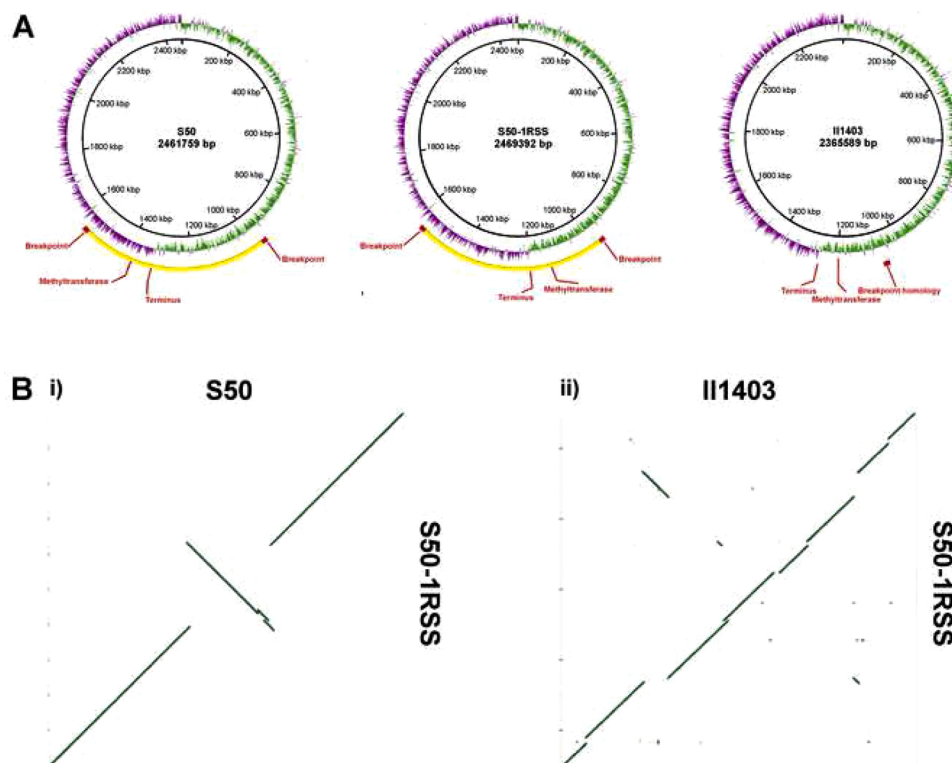 A
2400 kbp
200 kbp
2200 kbp
400 kbp
2000 kbp
S50
2461759 bp
600 kbp
1800 kbp
800 kbp
1600 kbp
1000 kbp
1400 kbp
1200 kbp
Breakpoint
Breakpoint
Methyltransferase
Terminus
2400 kbp
200 kbp
2200 kbp
400 kbp
2000 kbp
S50-1RSS
2469392 bp
600 kbp
1800 kbp
800 kbp
1600 kbp
1000 kbp
1400 kbp
1200 kbp
Breakpoint
Breakpoint
Methyltransferase
Terminus
200 kbp
2200 kbp
400 kbp
2000 kbp
1800 kbp
Il1403
2365589 bp
600 kbp
1600 kbp
800 kbp
1400 kbp
1000 kbp
1200 kbp
Terminus
Breakpoint homology
Methyltransferase
B i) S50
S50-1RSS
ii) Il1403
S50-1RSS